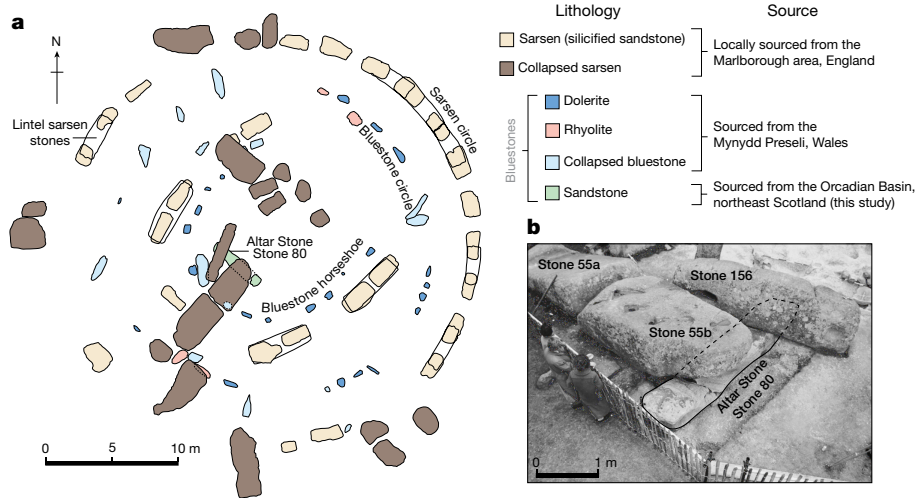 a
N
Lintel sarsen
stones
Sarsen circle
Bluestone circle
Altar Stone
Stone 80
Bluestone horseshoe
0 5 10 m
Lithology Source
Sarsen (silicified sandstone)
Collapsed sarsen
Locally sourced from the
Marlborough area, England
Bluestones
Dolerite
Rhyolite
Collapsed bluestone
Sourced from the
Mynydd Preseli, Wales
Sandstone
Sourced from the Orcadian Basin,
northeast Scotland (this study)
b
Stone 55a
Stone 156
Stone 55b
Altar Stone
Stone 80
0 1 m